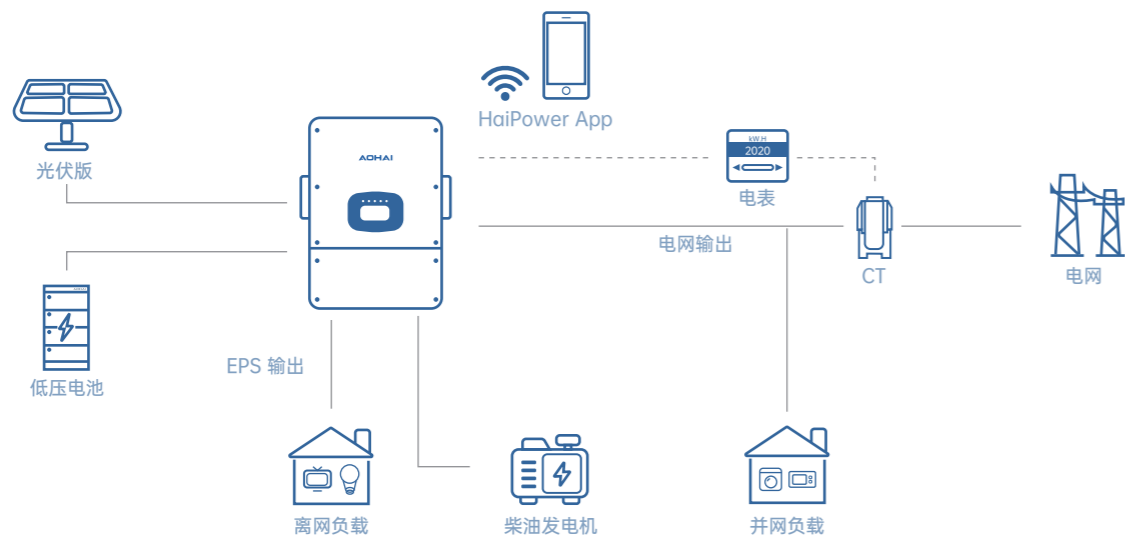 HaiPower App
光伏版
AOHAI
kW.H
2020
电表
电网输出
CT
电网
低压电池
EPS 输出
离网负载
柴油发电机
并网负载